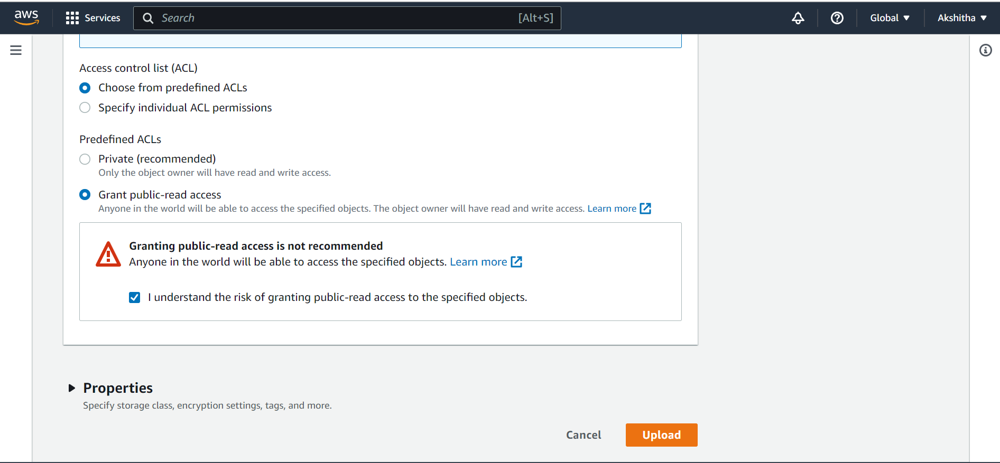 aws Services Search [Alt+S] Global Akshitha
Access control list (ACL)
Choose from predefined ACLs
Specify individual ACL permissions
Predefined ACLs
Private (recommended)
Only the object owner will have read and write access.
Grant public-read access
Anyone in the world will be able to access the specified objects. The object owner will have read and write access. Learn more
Granting public-read access is not recommended
Anyone in the world will be able to access the specified objects. Learn more
I understand the risk of granting public-read access to the specified objects.
Properties
Specify storage class, encryption settings, tags, and more.
Cancel Upload